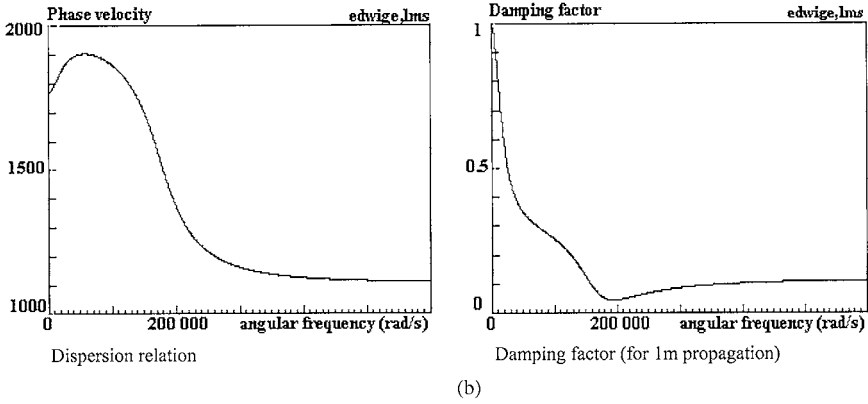 Phase velocity edwige,lms
2000
1500
1000
0 200 000 angular frequency (rad/s)
Dispersion relation
Damping factor edwige,lms
1
0.5
0
0 200 000 angular frequency (rad/s)
Damping factor (for 1m propagation)
(b)